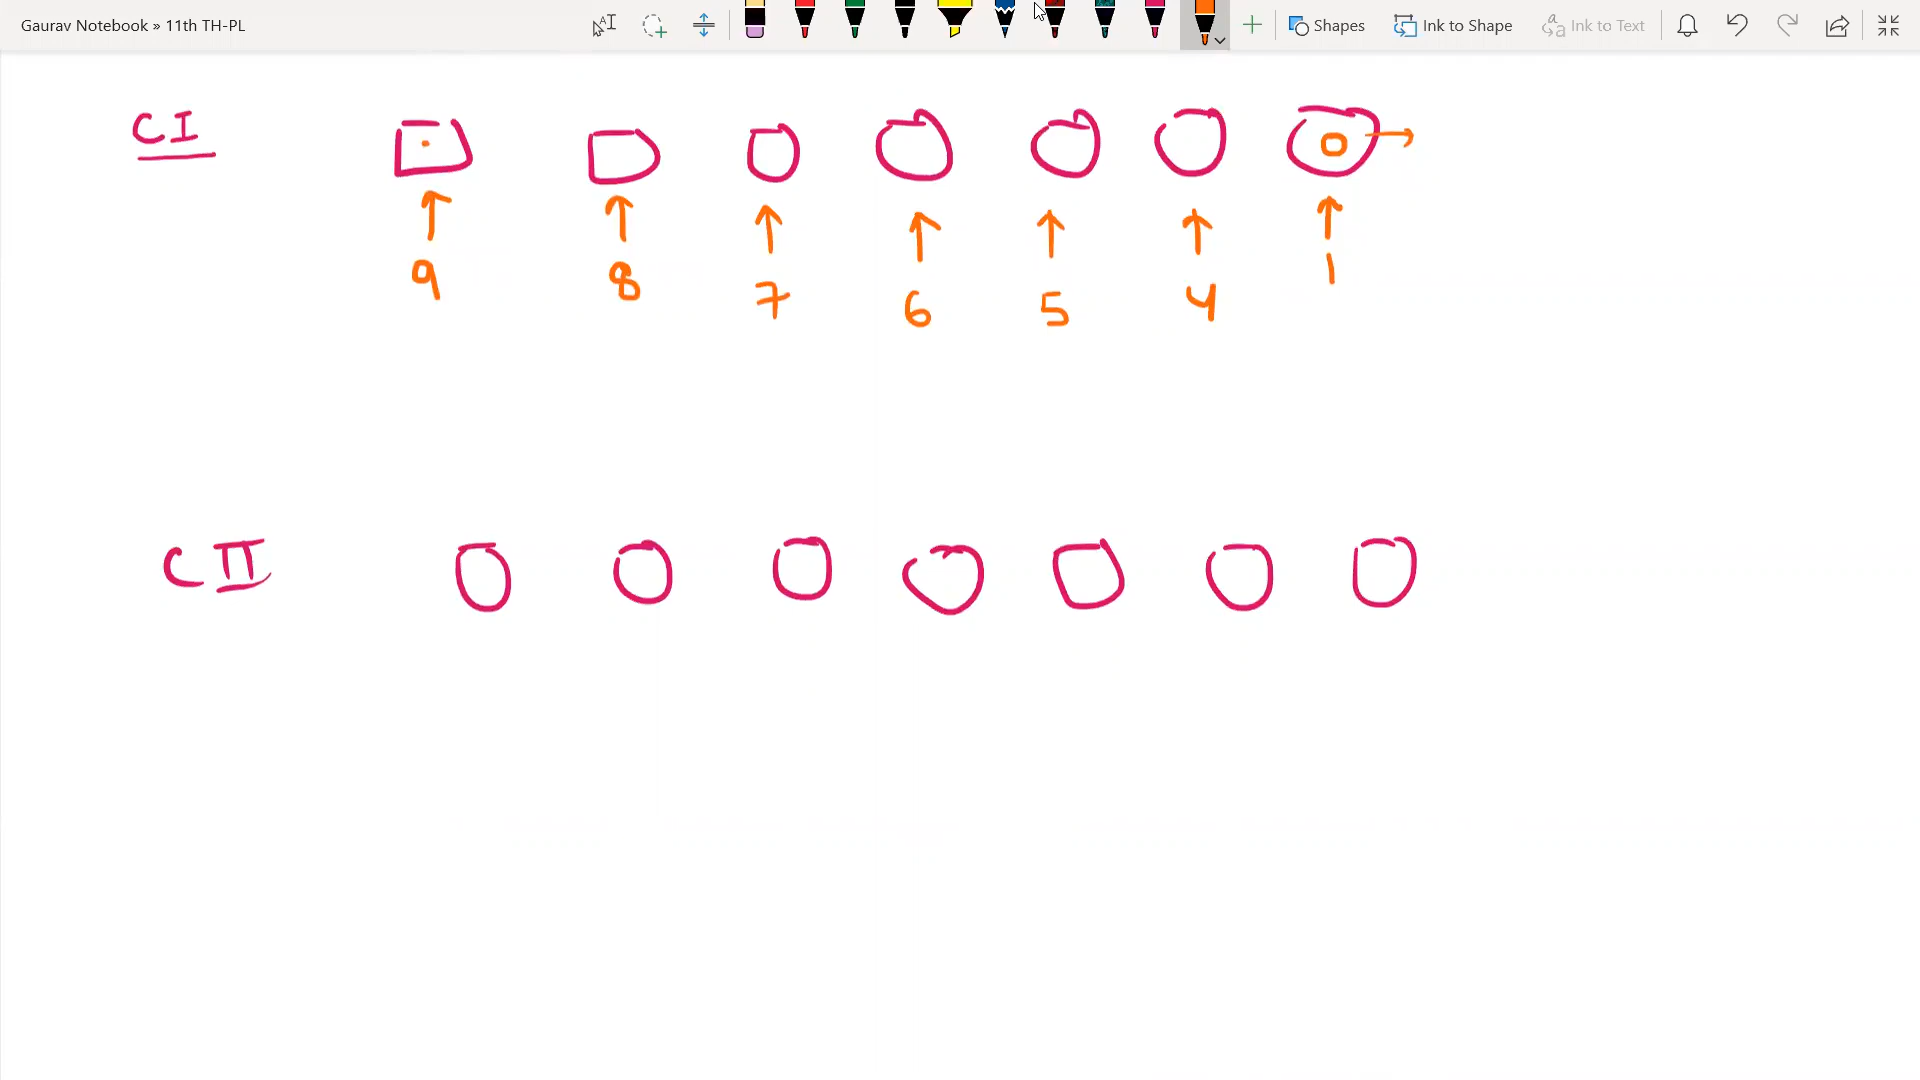 Gaurav Notebook » 11th TH-PL
Shapes
Ink to Shape
Ink to Text
CI
0
9 8 7 6 5 4 1
CII